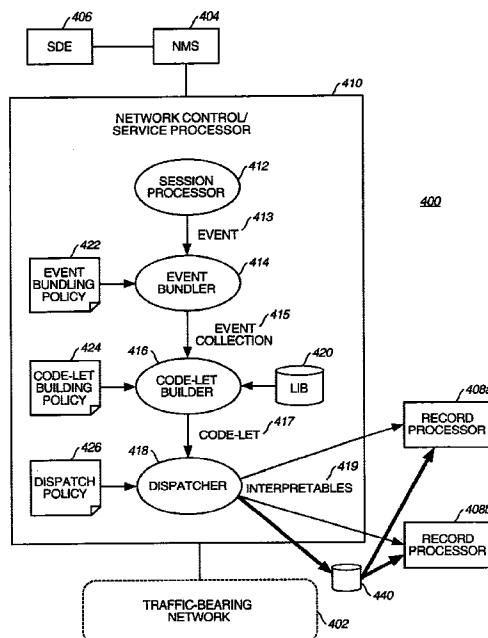 406
404
SDE
NMS
410
NETWORK CONTROL/
SERVICE PROCESSOR
412
SESSION
PROCESSOR
400
413
EVENT
422
414
EVENT
BUNDLING
POLICY
EVENT
BUNDLER
415
EVENT
COLLECTION
424
416
420
CODE-LET
BUILDING
POLICY
CODE-LET
BUILDER
LIB
417
CODE-LET
408a
RECORD
PROCESSOR
426
418
419
DISPATCH
POLICY
DISPATCHER
INTERPRETABLES
408b
RECORD
PROCESSOR
440
TRAFFIC-BEARING
NETWORK
402